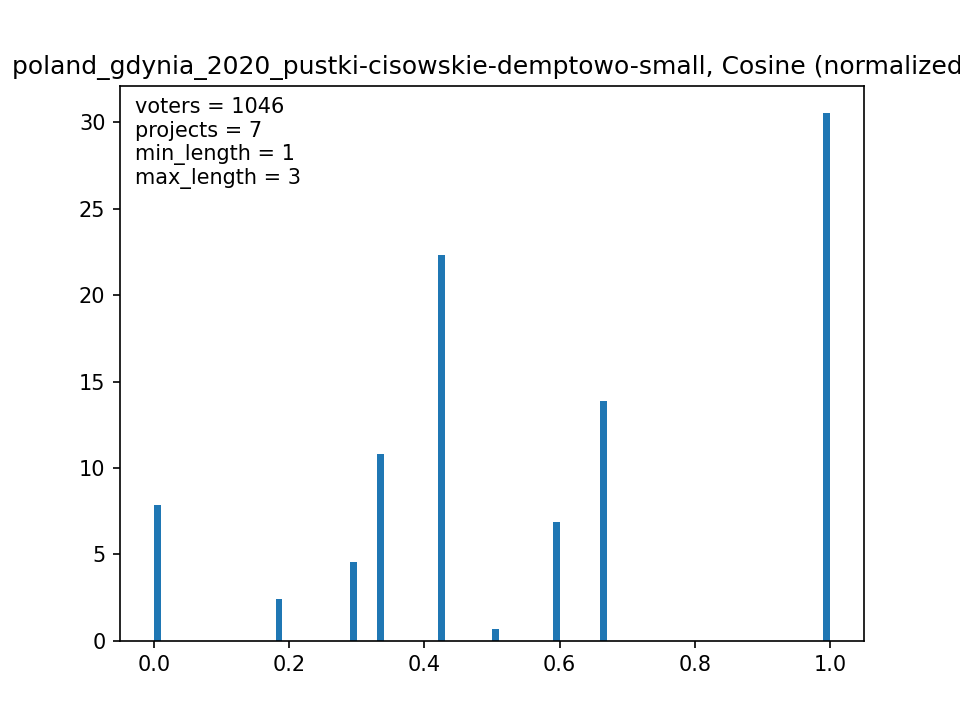 poland_gdynia_2020_pustki-cisowskie-demptowo-small, Cosine (normalized
voters = 1046
projects = 7
min_length = 1
max_length = 3
30
25
20
15
10
5
0
0.0 0.2 0.4 0.6 0.8 1.0